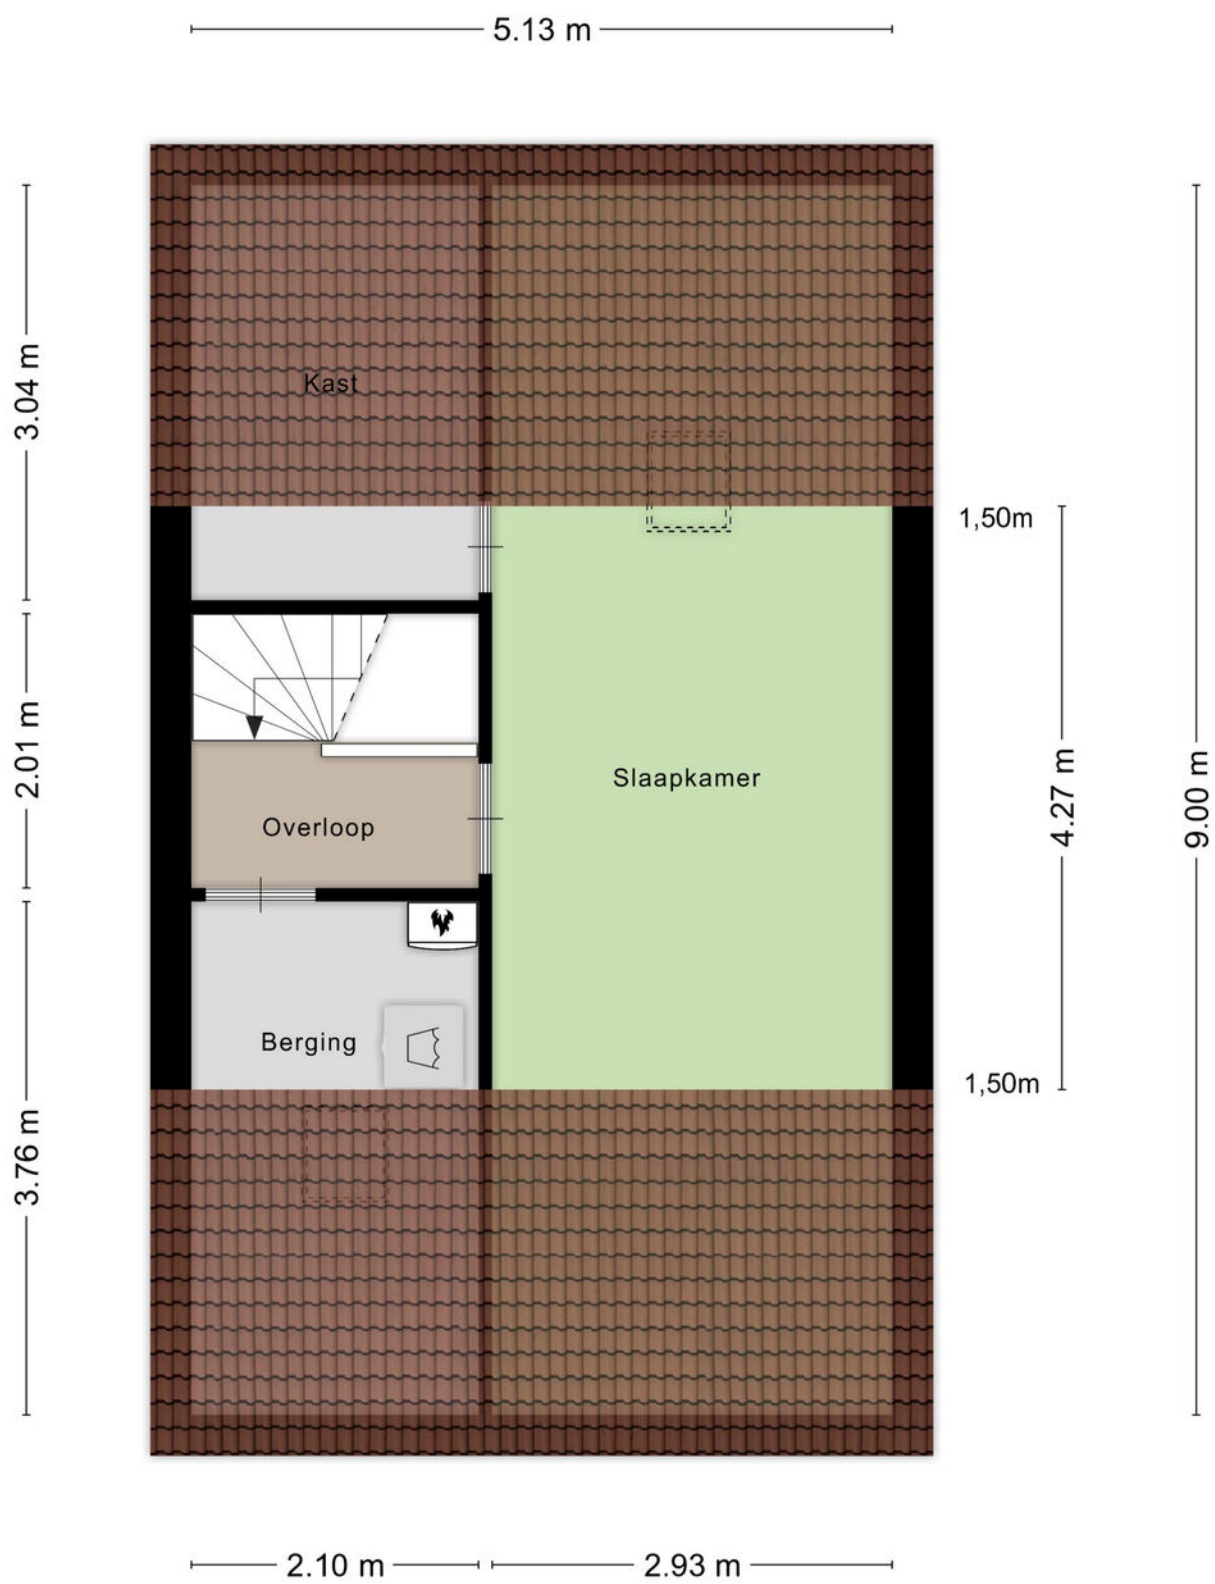 5.13 m
3.04 m
Kast
1,50m
2.01 m
Slaapkamer
4.27 m
9.00 m
Overloop
Berging
1,50m
3.76 m
2.10 m
2.93 m